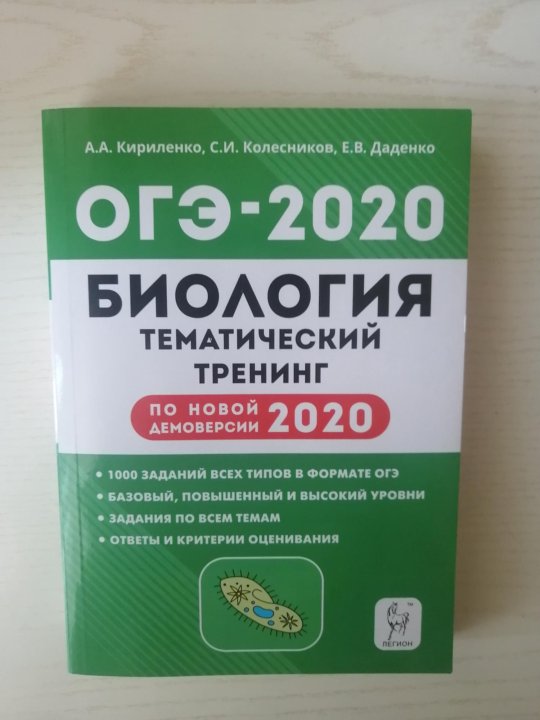 А.А. Кириленко, С.И. Колесников, Е.В. Даденко
ОГЭ-2020
БИОЛОГИЯ
ТЕМАТИЧЕСКИЙ
ТРЕНИНГ
ПО НОВОЙ
ДЕМОВЕРСИИ 2020
• 1000 ЗАДАНИЙ ВСЕХ ТИПОВ В ФОРМАТЕ ОГЭ
• БАЗОВЫЙ, ПОВЫШЕННЫЙ И ВЫСОКИЙ УРОВНИ
• ЗАДАНИЯ ПО ВСЕМ ТЕМАМ
• ОТВЕТЫ И КРИТЕРИИ ОЦЕНИВАНИЯ
ЛЕГИОН
TM